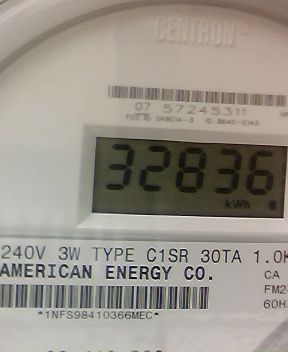 CENTRON
07 57245311
32836
kWh
240V 3W TYPE C1SR 30TA 1.0K
AMERICAN ENERGY CO.
CA
FM2
60H
*1NFS98410366MEC*